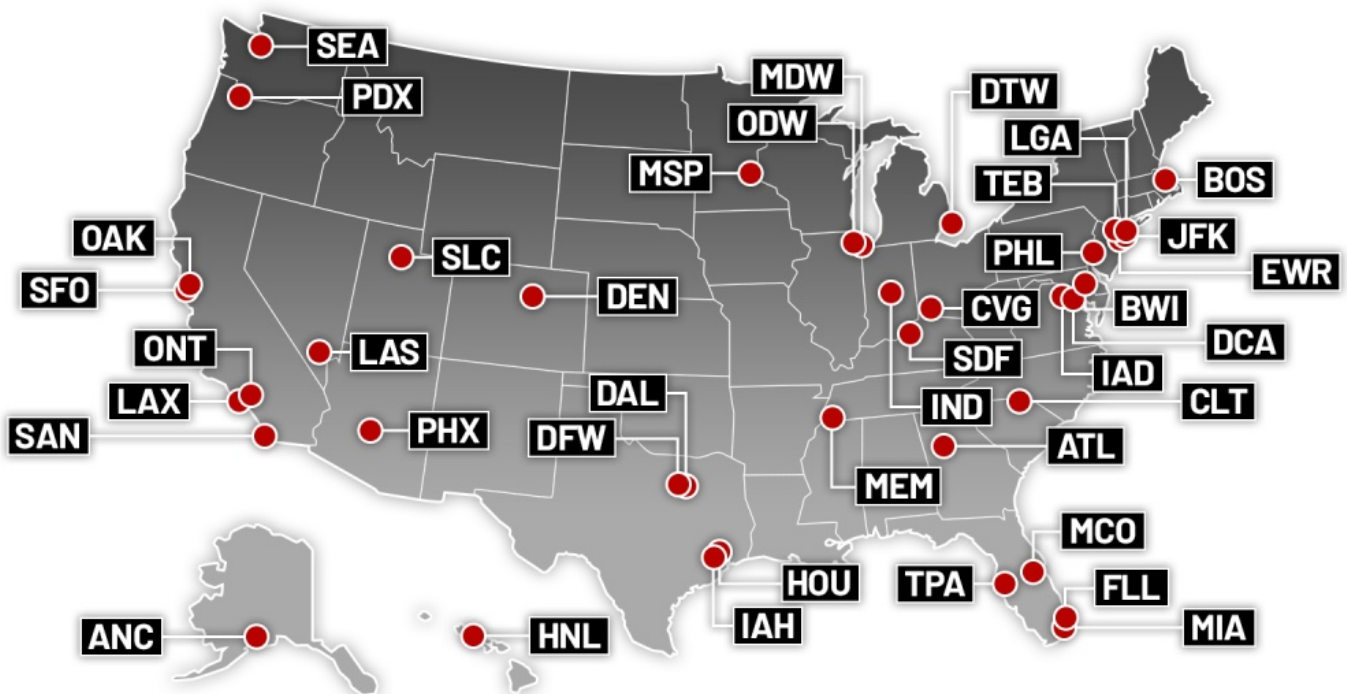 SEA
MDW
DTW
PDX
ODW
LGA
MSP
TEB
BOS
OAK
JFK
SLC
PHL
EWR
SFO
DEN
CVG
BWI
ONT
LAS
SDF
DCA
IAD
LAX
DAL
IND
CLT
SAN
PHX
DFW
ATL
MEM
MCO
HOU
TPA
FLL
IAH
MIA
ANC
HNL